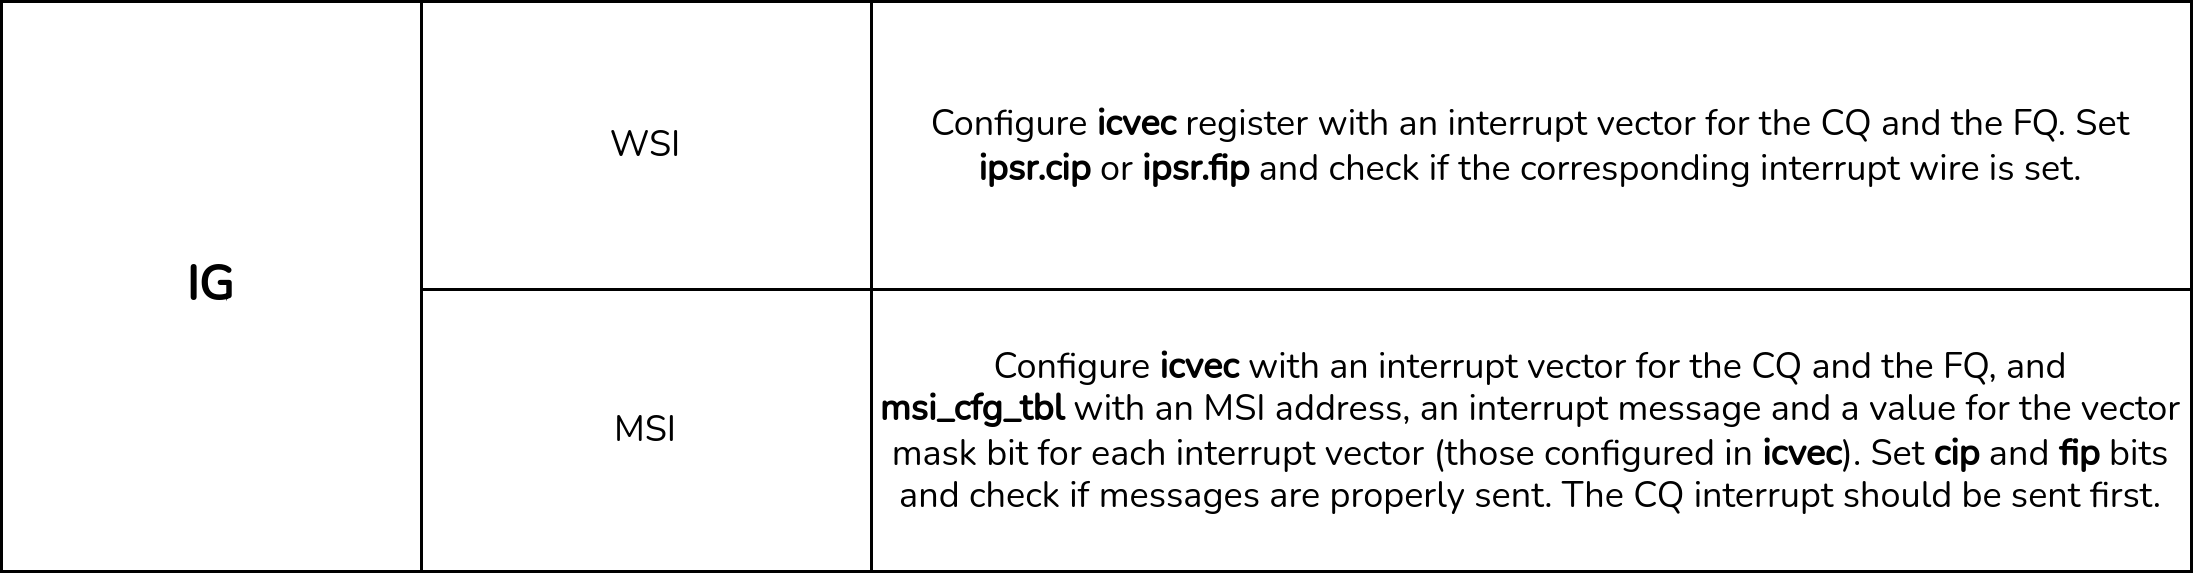 IG
WSI
Configure icvec register with an interrupt vector for the CQ and the FQ. Set
ipsr.cip or ipsr.fip and check if the corresponding interrupt wire is set.
MSI
Configure icvec with an interrupt vector for the CQ and the FQ, and
msi_cfg_tbl with an MSI address, an interrupt message and a value for the vector
mask bit for each interrupt vector (those configured in icvec). Set cip and fip bits
and check if messages are properly sent. The CQ interrupt should be sent first.